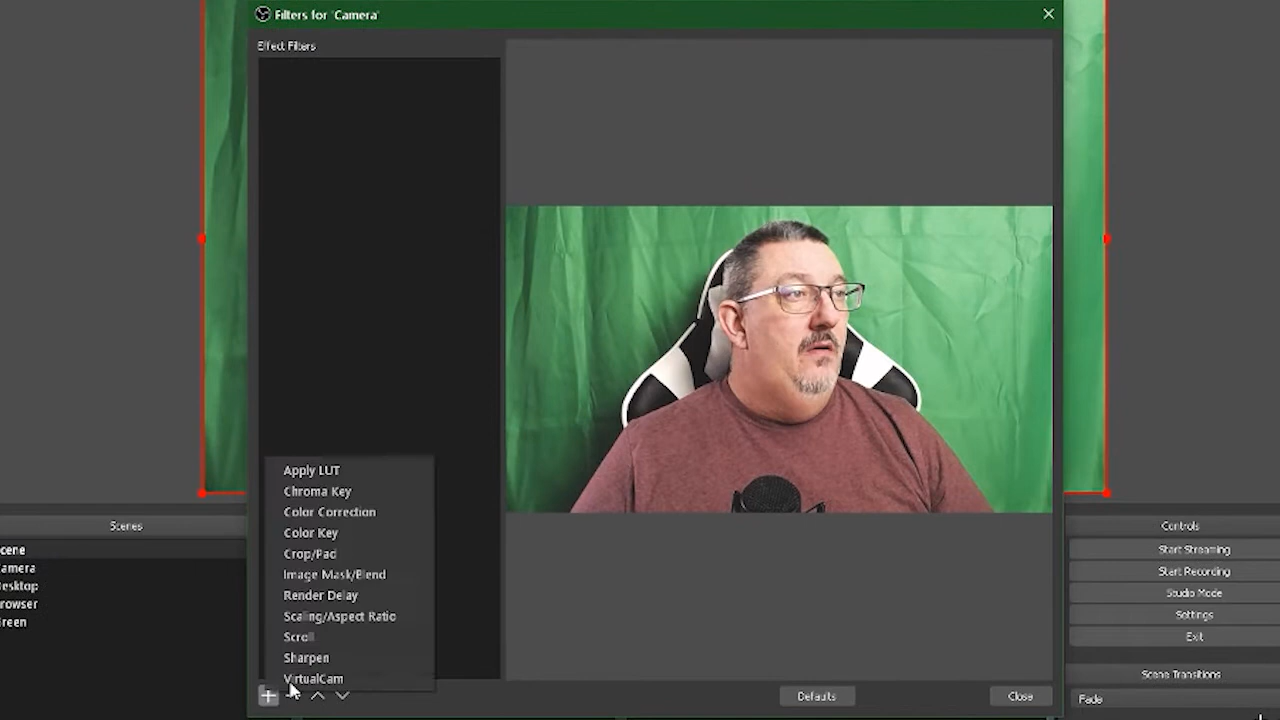 Filters for 'Camera'
Effect Filters
Apply LUT
Chroma Key
Color Correction
Color Key
Crop/Pad
Image Mask/Blend
Render Delay
Scaling/Aspect Ratio
Scroll
Sharpen
VirtualCam
Defaults
Close
Scenes
cene
amera
esktop
rowser
reen
Controls
Start Streaming
Start Recording
Studio Mode
Settings
Exit
Scene Transitions
Fade